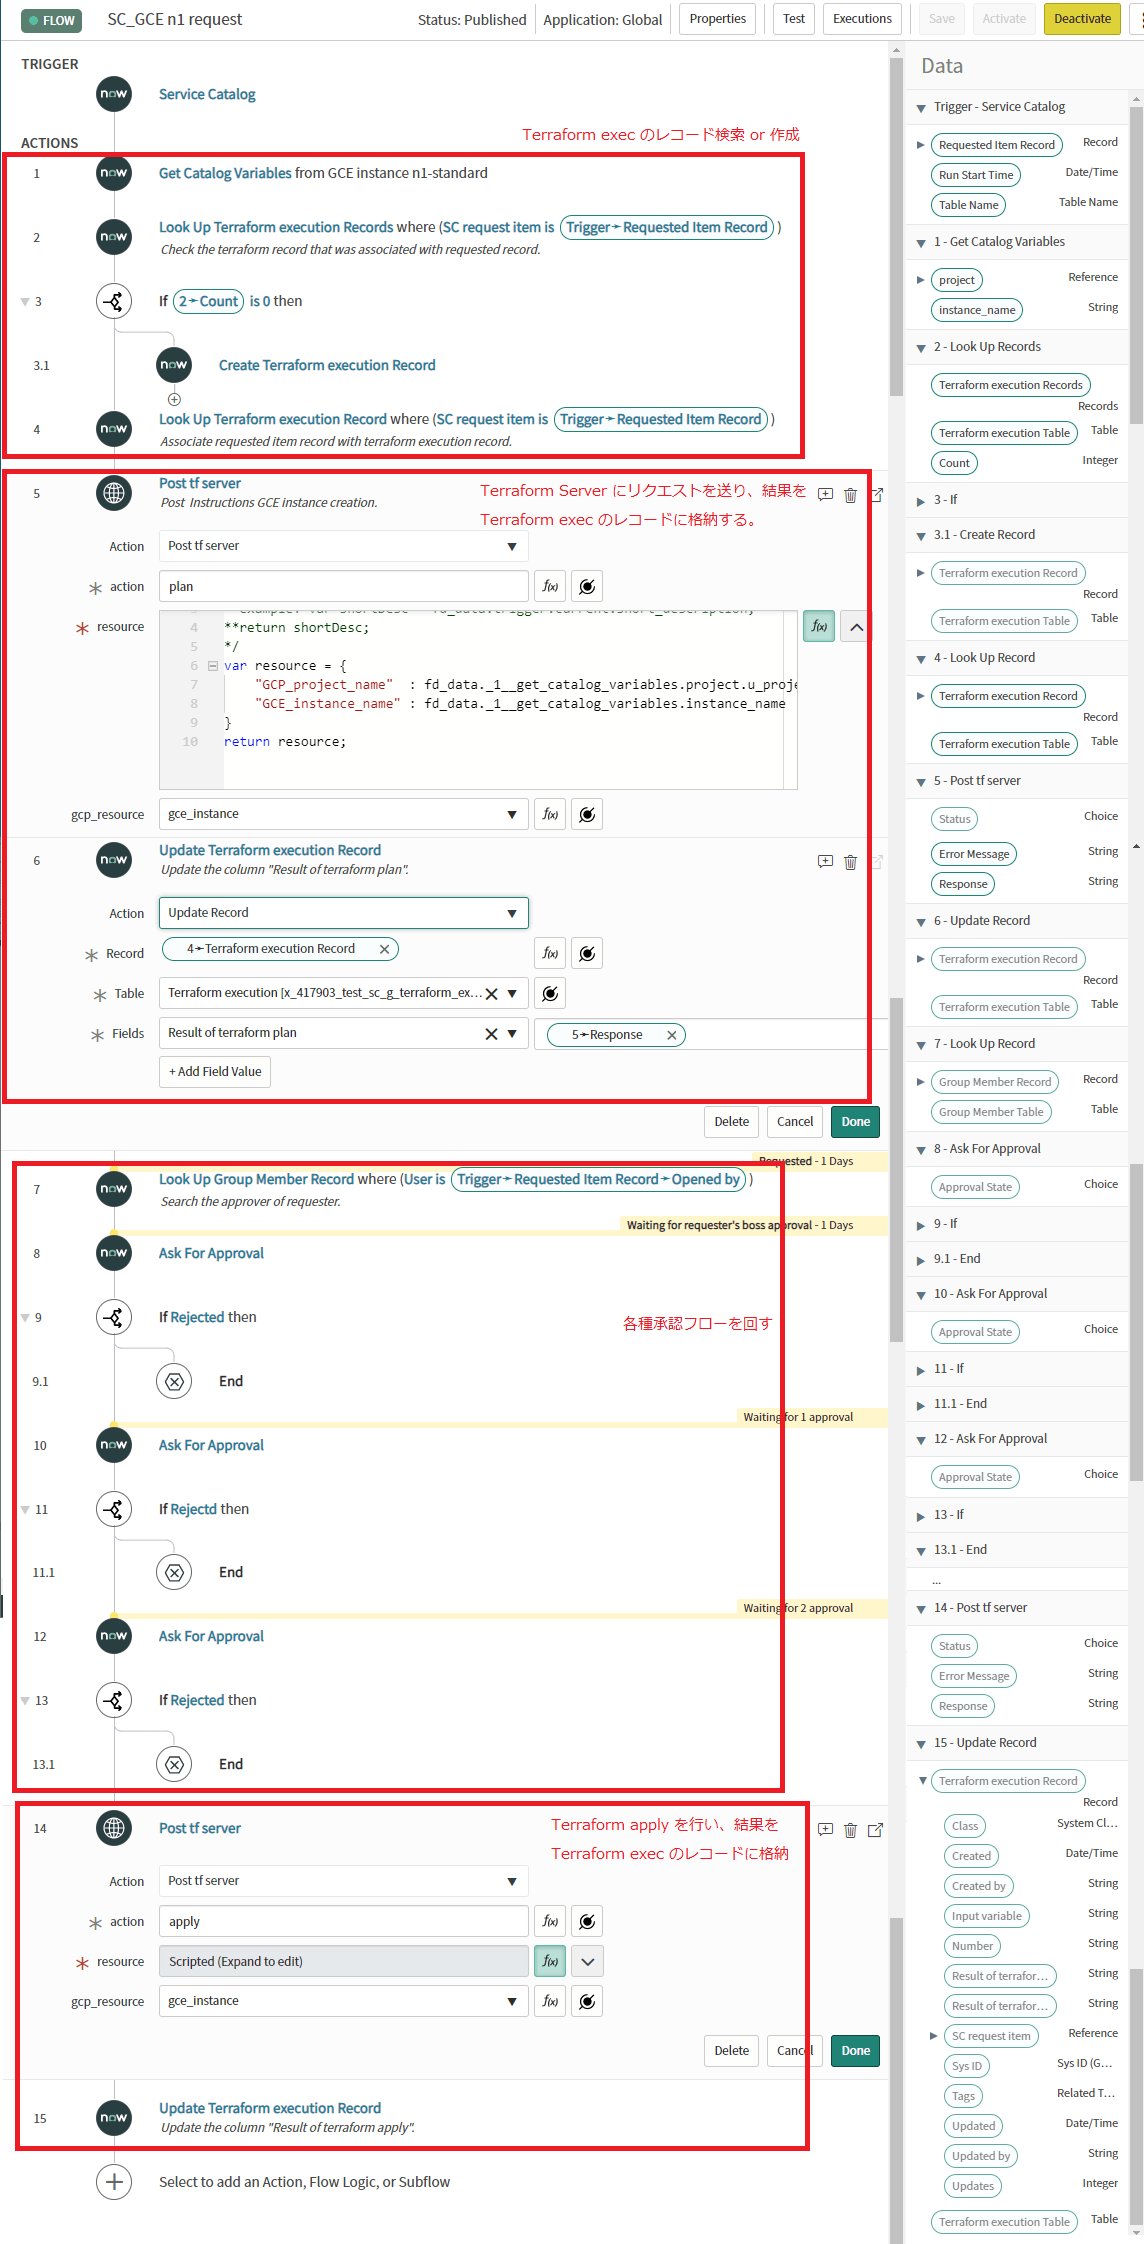 FLOW
SC_GCE n1 request
Status: Published
Application: Global
Properties
Test
Executions
Save
Activate
Deactivate
TRIGGER
now
Service Catalog
ACTIONS
Terraform exec のレコード検索 or 作成
1
now
Get Catalog Variables from GCE instance n1-standard
2
now
Look Up Terraform execution Records where (SC request item is Trigger➛Requested Item Record )
Check the terraform record that was associated with requested record.
3
If 2➛Count is 0 then
3.1
now
Create Terraform execution Record
4
now
Look Up Terraform execution Record where (SC request item is Trigger➛Requested Item Record )
Associate requested item record with terraform execution record.
5
Post tf server
Post Instructions GCE instance creation.
Terraform Server にリクエストを送り、結果を
Terraform exec のレコードに格納する。
Action
Post tf server
action
plan
f(x)
resource
4 **return shortDesc;
5 */
6 var resource = {
7 "GCP_project_name" : fd_data._1__get_catalog_variables.project.u_proje
8 "GCE_instance_name" : fd_data._1__get_catalog_variables.instance_name
9 }
10 return resource;
f(x)
gcp_resource
gce_instance
f(x)
6
now
Update Terraform execution Record
Update the column "Result of terraform plan".
Action
Update Record
Record
4➛Terraform execution Record
f(x)
Table
Terraform execution [x_417903_test_sc_g_terraform_ex...
Fields
Result of terraform plan
5➛Response
+ Add Field Value
Delete
Cancel
Done
Requested - 1 Days
7
now
Look Up Group Member Record where (User is Trigger➛Requested Item Record➛Opened by )
Search the approver of requester.
Waiting for requester's boss approval - 1 Days
8
now
Ask For Approval
9
If Rejected then
各種承認フローを回す
9.1
End
Waiting for 1 approval
10
now
Ask For Approval
11
If Rejectd then
11.1
End
Waiting for 2 approval
12
now
Ask For Approval
13
If Rejected then
13.1
End
14
Post tf server
Terraform apply を行い、結果を
Terraform exec のレコードに格納
Action
Post tf server
action
apply
f(x)
resource
Scripted (Expand to edit)
f(x)
gcp_resource
gce_instance
f(x)
Delete
Cancel
Done
15
now
Update Terraform execution Record
Update the column "Result of terraform apply".
Select to add an Action, Flow Logic, or Subflow
Data
Trigger - Service Catalog
Requested Item Record Record
Run Start Time Date/Time
Table Name Table Name
1 - Get Catalog Variables
project Reference
instance_name String
2 - Look Up Records
Terraform execution Records
Records
Terraform execution Table Table
Count Integer
3 - If
3.1 - Create Record
Terraform execution Record
Record
Terraform execution Table Table
4 - Look Up Record
Terraform execution Record
Record
Terraform execution Table Table
5 - Post tf server
Status Choice
Error Message String
Response String
6 - Update Record
Terraform execution Record
Record
Terraform execution Table Table
7 - Look Up Record
Group Member Record Record
Group Member Table Table
8 - Ask For Approval
Approval State Choice
9 - If
9.1 - End
10 - Ask For Approval
Approval State Choice
11 - If
11.1 - End
12 - Ask For Approval
Approval State Choice
13 - If
13.1 - End
...
14 - Post tf server
Status Choice
Error Message String
Response String
15 - Update Record
Terraform execution Record
Record
Class System Cl...
Created Date/Time
Created by String
Input variable String
Number String
Result of terrafor... String
Result of terrafor... String
SC request item Reference
Sys ID Sys ID (G...
Tags Related T...
Updated Date/Time
Updated by String
Updates Integer
Terraform execution Table Table